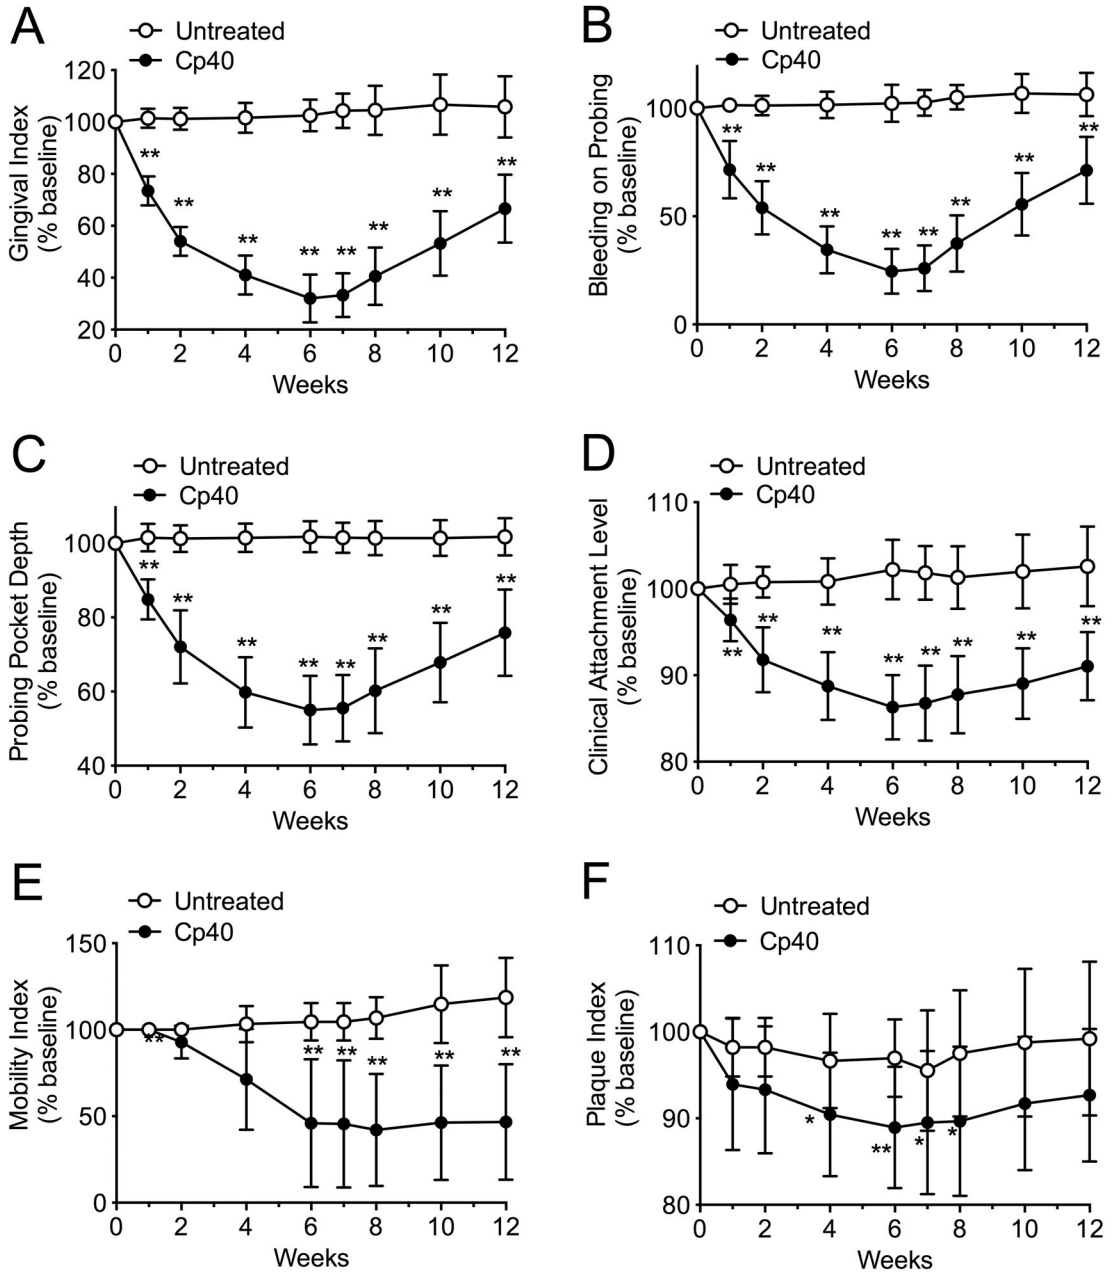 A
Untreated
Cp40
Gingival Index
(% baseline)
120
100
80
60
40
20
** ** ** ** ** ** ** **
0 2 4 6 8 10 12
Weeks
B
Untreated
Cp40
Bleeding on Probing
(% baseline)
100
50
0
** ** ** ** ** ** ** **
0 2 4 6 8 10 12
Weeks
C
Untreated
Cp40
Probing Pocket Depth
(% baseline)
100
80
60
40
** ** ** ** ** ** ** **
0 2 4 6 8 10 12
Weeks
D
Untreated
Cp40
Clinical Attachment Level
(% baseline)
110
100
90
80
** ** ** ** ** ** ** **
0 2 4 6 8 10 12
Weeks
E
Untreated
Cp40
Mobility Index
(% baseline)
150
100
50
0
** ** ** ** ** **
0 2 4 6 8 10 12
Weeks
F
Untreated
Cp40
Plaque Index
(% baseline)
110
100
90
80
* ** * *
0 2 4 6 8 10 12
Weeks